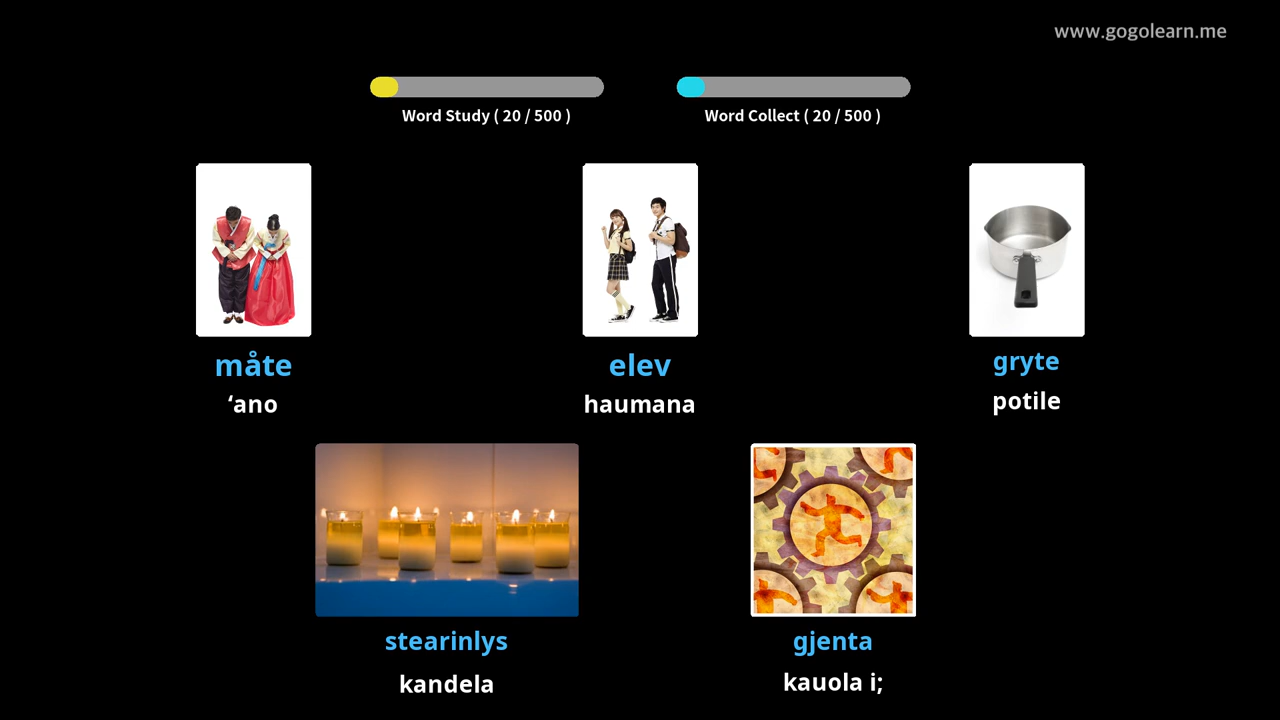 www.gogolearn.me
Word Study ( 20 / 500 )
Word Collect ( 20 / 500 )
måte
elev
gryte
ʻano
haumana
potile
stearinlys
gjenta
kandela
kauola i;